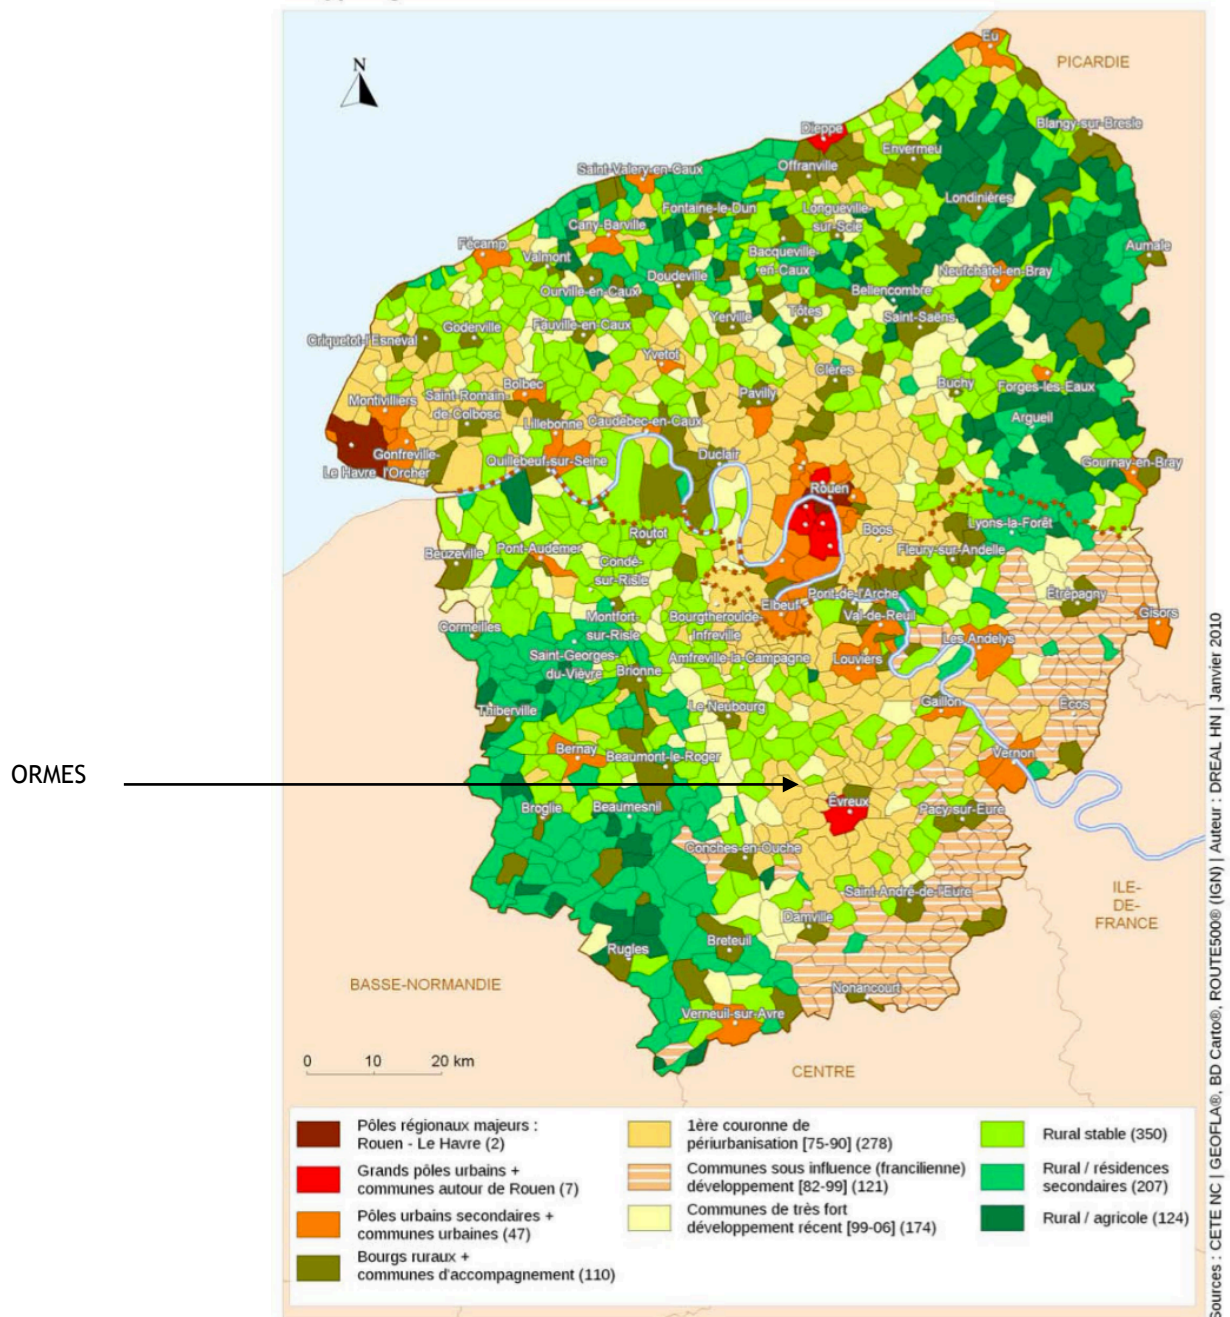 N
PICARDIE
Eu
Blangy-sur-Bresle
Dieppe
Envermeu
Offranville
Saint-Valery-en-Caux
Londinières
Fontaine-le-Dun
Longueville-
sur-Scie
Cany-Barville
Aumale
Fécamp
Valmont
Bacqueville-
en-Caux
Neufchâtel-en-Bray
Doudeville
Ourville-en-Caux
Bellencombre
Yerville
Tôtes
Saint-Saëns
Goderville
Fauville-en-Caux
Criquetot-l'Esneval
Yvetot
Clères
Buchy
Forges-les-Eaux
Bolbec
Montivilliers
Saint-Romain-
de-Colbosc
Pavilly
Argueil
Lillebonne
Caudebec-en-Caux
Gonfreville-
l'Orcher
Le Havre
Quillebeuf-sur-Seine
Duclair
Gournay-en-Bray
Rouen
Lyons-la-Forêt
Boos
Routot
Beuzeville
Pont-Audemer
Fleury-sur-Andelle
Condé-
sur-Risle
Étrépagny
Pont-de-l'Arche
Elbeuf
Gisors
Montfort-
sur-Risle
Bourgtheroulde-
Infreville
Val-de-Reuil
Cormeilles
Les Andelys
Saint-Georges-
du-Vièvre
Brionne
Amfreville-la-Campagne
Louviers
Thiberville
Le Neubourg
Gaillon
Écos
Bernay
Beaumont-le-Roger
Vernon
ORMES
Broglie
Beaumesnil
Évreux
Pacy-sur-Eure
Conches-en-Ouche
Saint-André-de-l'Eure
ILE-
DE-
FRANCE
Damville
Rugles
Breteuil
BASSE-NORMANDIE
Nonancourt
Verneuil-sur-Avre
0 10 20 km
CENTRE
Pôles régionaux majeurs :
Rouen - Le Havre (2)
Grands pôles urbains +
communes autour de Rouen (7)
Pôles urbains secondaires +
communes urbaines (47)
Bourgs ruraux +
communes d'accompagnement (110)
1ère couronne de
périurbanisation [75-90] (278)
Communes sous influence (francilienne)
développement [82-99] (121)
Communes de très fort
développement récent [99-06] (174)
Rural stable (350)
Rural / résidences
secondaires (207)
Rural / agricole (124)
Sources : CETE NC | GEOFLA®, BD Carto®, ROUTE500® (IGN) | Auteur : DREAL HN | Janvier 2010